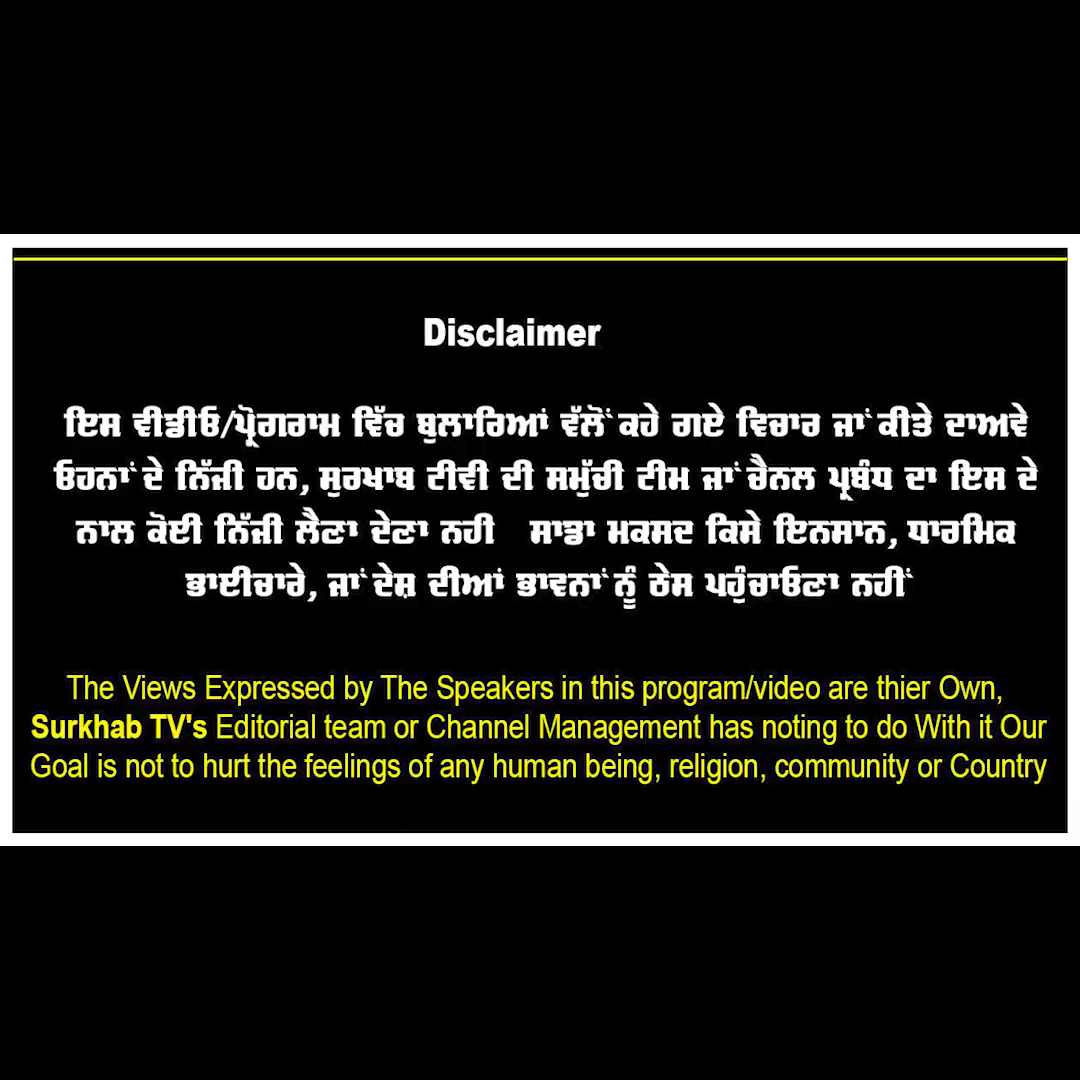 Disclaimer
ਇਸ ਵੀਡੀਓ/ਪ੍ਰੋਗਰਾਮ ਵਿੱਚ ਬੁਲਾਰਿਆਂ ਵੱਲੋਂ ਕਹੇ ਗਏ ਵਿਚਾਰ ਜਾਂ ਕੀਤੇ ਦਾਅਵੇ
ਓਹਨਾਂ ਦੇ ਨਿੱਜੀ ਹਨ, ਸੁਰਖਾਬ ਟੀਵੀ ਦੀ ਸਮੁੱਚੀ ਟੀਮ ਜਾਂ ਚੈਨਲ ਪ੍ਰਬੰਧ ਦਾ ਇਸ ਦੇ
ਨਾਲ ਕੋਈ ਨਿੱਜੀ ਲੈਣਾ ਦੇਣਾ ਨਹੀ ਸਾਡਾ ਮਕਸਦ ਕਿਸੇ ਇਨਸਾਨ, ਧਾਰਮਿਕ
ਭਾਈਚਾਰੇ, ਜਾਂ ਦੇਸ਼ ਦੀਆਂ ਭਾਵਨਾਂ ਨੂੰ ਠੇਸ ਪਹੁੰਚਾਓਣਾ ਨਹੀਂ
The Views Expressed by The Speakers in this program/video are thier Own,
Surkhab TV's Editorial team or Channel Management has noting to do With it Our
Goal is not to hurt the feelings of any human being, religion, community or Country